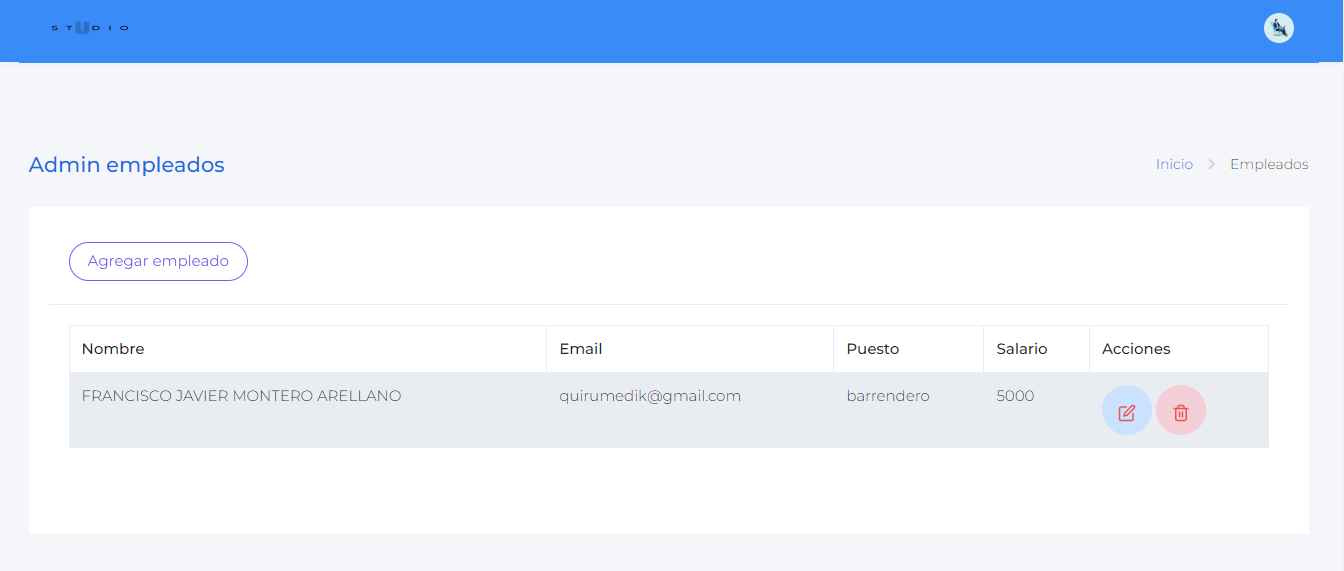 STUDIO
Admin empleados
Inicio > Empleados
Agregar empleado
Nombre Email Puesto Salario Acciones
FRANCISCO JAVIER MONTERO ARELLANO quirumedik@gmail.com barrendero 5000